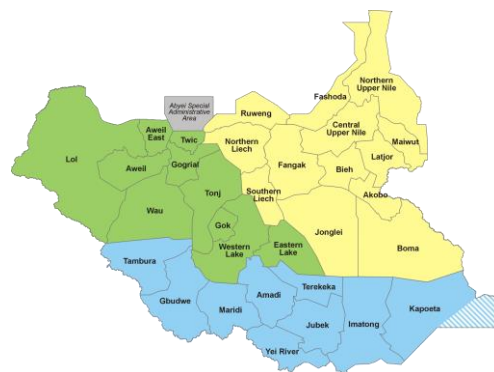 Northern
Upper Nile
Fashoda
Abyei Special
Administrative
Area
Ruweng
Central
Upper Nile
Maiwut
Aweil
East
Twic
Northern
Liech
Latjor
Lol
Aweil
Gogrial
Fangak
Bieh
Tonj
Southern
Liech
Akobo
Wau
Gok
Jonglei
Western
Lake
Eastern
Lake
Boma
Tambura
Terekeka
Gbudwe
Maridi
Amadi
Kapoeta
Jubek
Imatong
Yei River